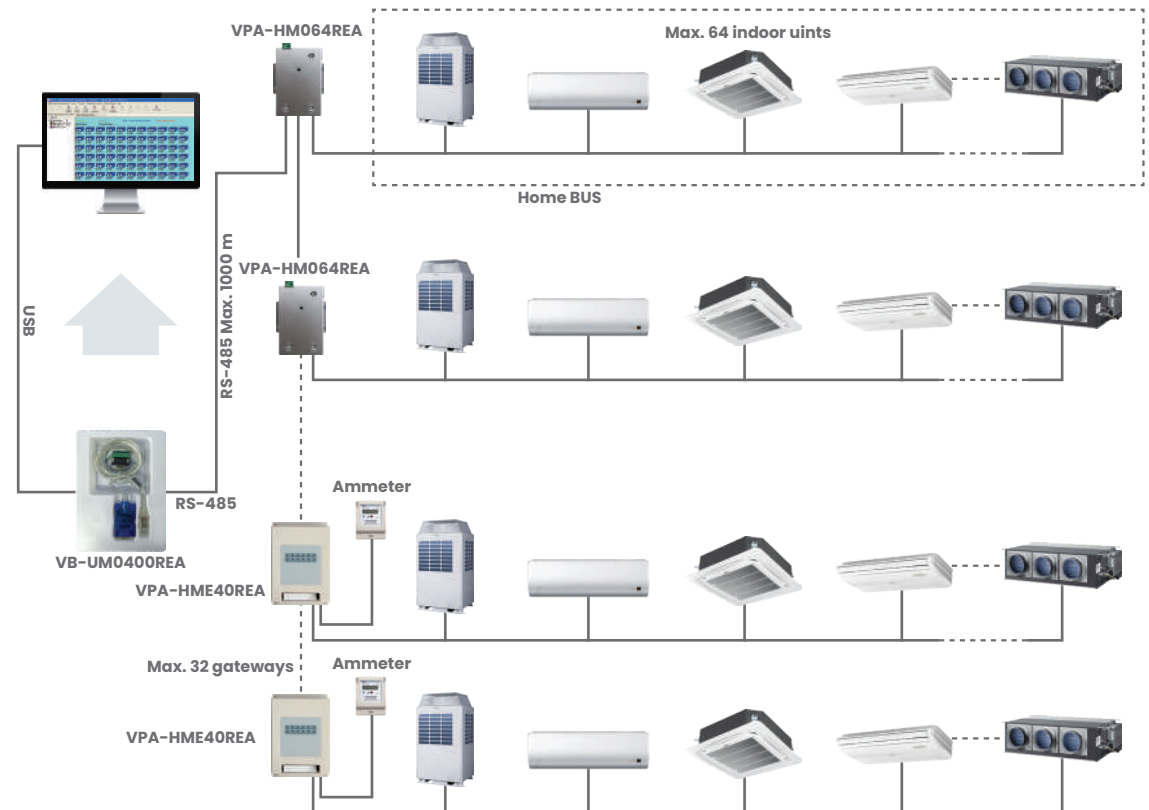 VPA-HM064REA
Max. 64 indoor uints
Home BUS
VPA-HM064REA
USB
RS-485 Max. 1000 m
RS-485
VB-UM0400REA
Ammeter
VPA-HME40REA
Max. 32 gateways
Ammeter
VPA-HME40REA